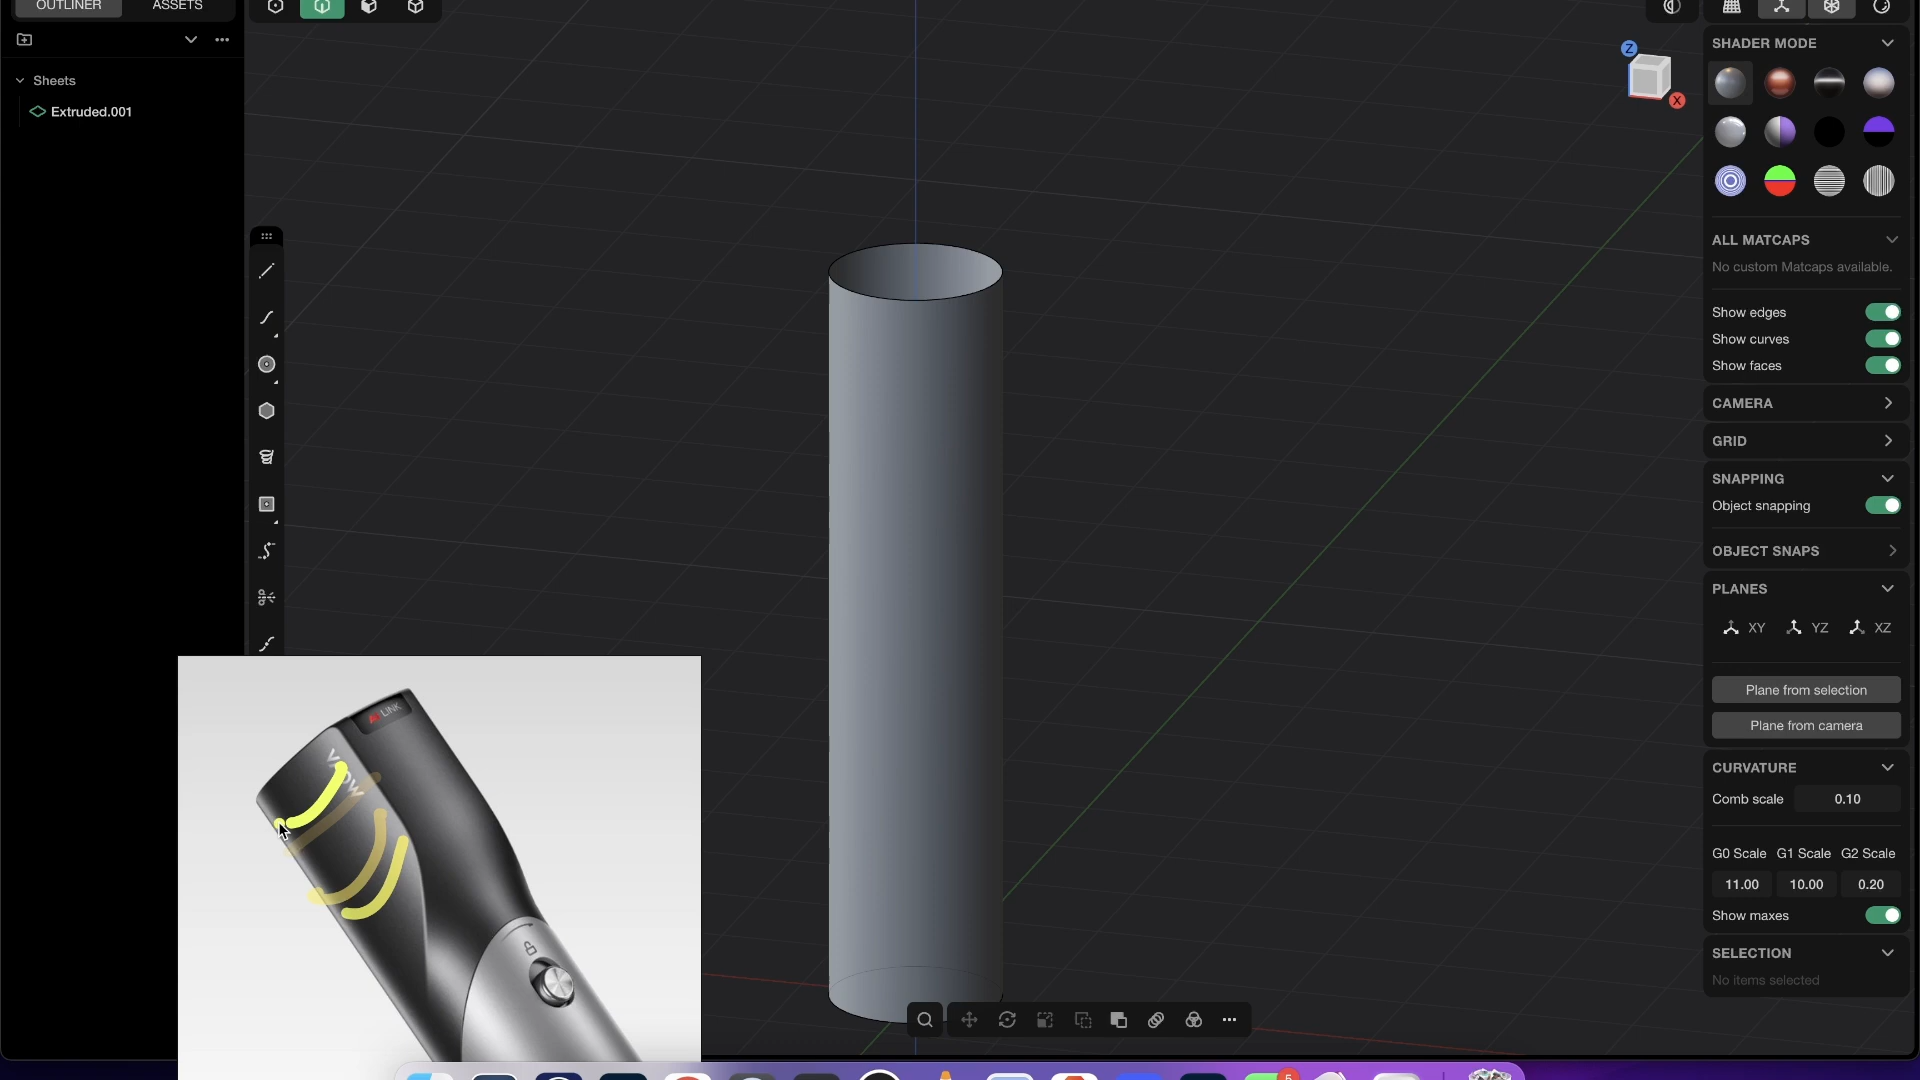 OUTLINER
ASSETS
Sheets
Extruded.001
Z
X
SHADER MODE
ALL MATCAPS
No custom Matcaps available.
Show edges
Show curves
Show faces
CAMERA
GRID
SNAPPING
Object snapping
OBJECT SNAPS
PLANES
XY
YZ
XZ
Plane from selection
Plane from camera
CURVATURE
Comb scale
0.10
G0 Scale
G1 Scale
G2 Scale
11.00
10.00
0.20
Show maxes
SELECTION
No items selected
LINK
5